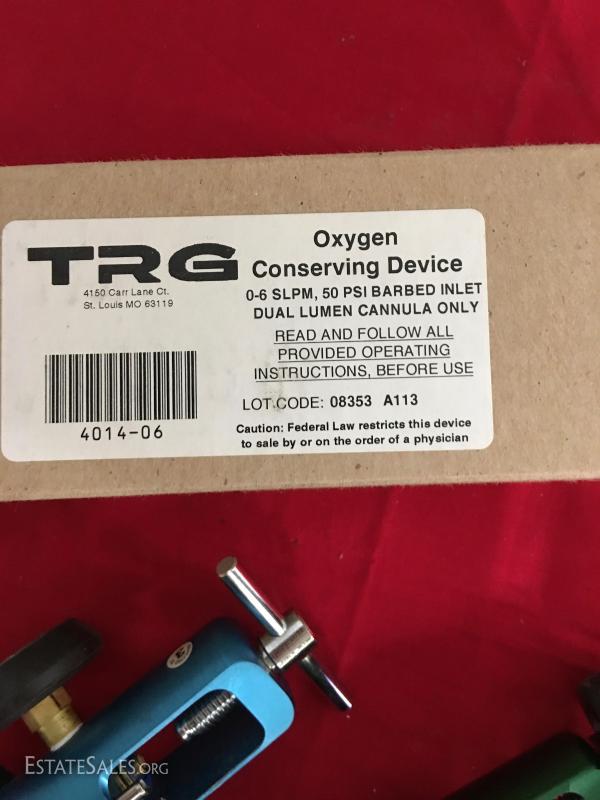 TRG
4150 Carr Lane Ct.
St. Louis MO 63119
4014-06
Oxygen
Conserving Device
0-6 SLPM, 50 PSI BARBED INLET
DUAL LUMEN CANNULA ONLY
READ AND FOLLOW ALL
PROVIDED OPERATING
INSTRUCTIONS, BEFORE USE
LOT CODE: 08353 A113
Caution: Federal Law restricts this device
to sale by or on the order of a physician
ESTATESALES.ORG